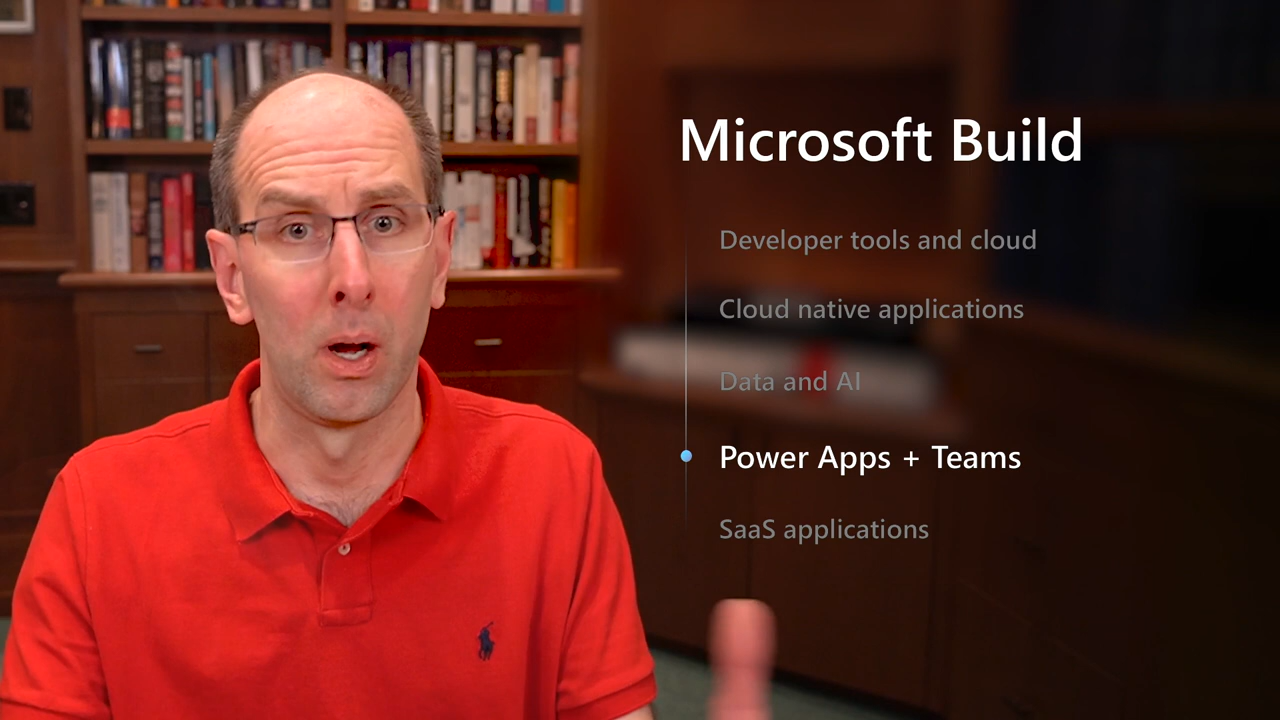 Microsoft Build
Developer tools and cloud
Cloud native applications
Data and AI
Power Apps + Teams
SaaS applications